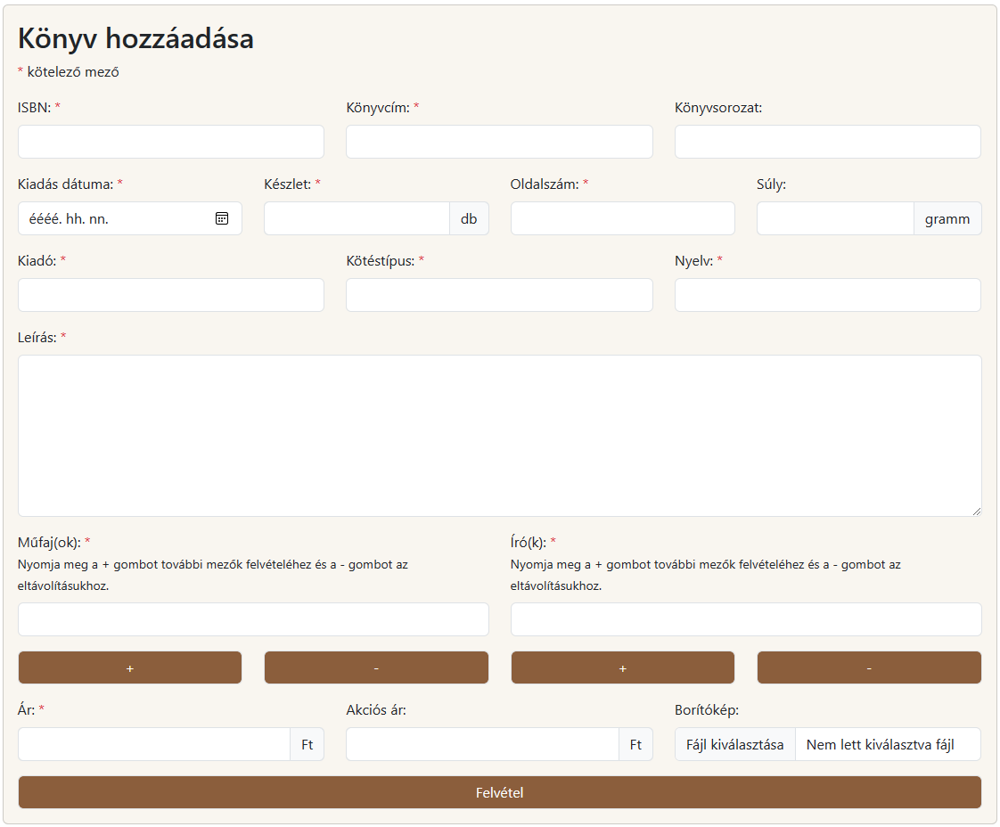 Könyv hozzáadása
* kötelező mező
ISBN: * Könyvcím: * Könyvsorozat:
Kiadás dátuma: * Készlet: * Oldalszám: * Súly:
éééé. hh. nn. db gramm
Kiadó: * Kötéstípus: * Nyelv: *
Leírás: *
Műfaj(ok): * Író(k): *
Nyomja meg a + gombot további mezők felvételéhez és a - gombot az Nyomja meg a + gombot további mezők felvételéhez és a - gombot az
eltávolításukhoz. eltávolításukhoz.
+ - + -
Ár: * Akciós ár: Borítókép:
Ft Ft Fájl kiválasztása Nem lett kiválasztva fájl
Felvétel